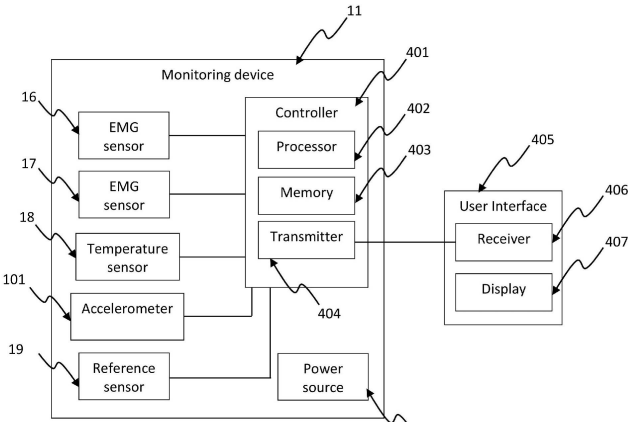 11
Monitoring device
401
16
EMG
sensor
Controller
402
Processor
17
EMG
sensor
403
Memory
405
18
Temperature
sensor
Transmitter
User Interface
406
Receiver
407
Display
101
Accelerometer
404
19
Reference
sensor
Power
source